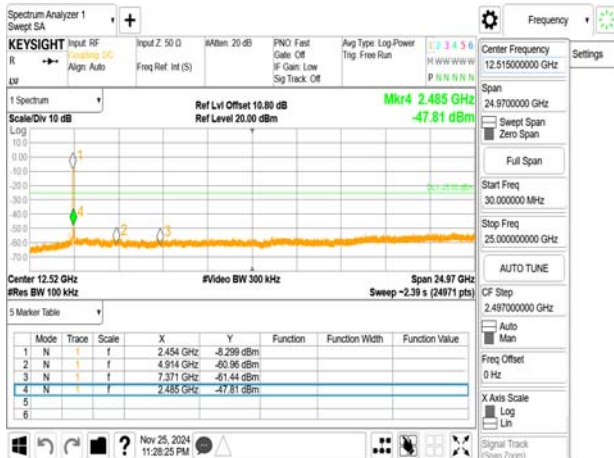 Spectrum Analyzer 1
Swept SA
+
Frequency
Settings
KEYSIGHT Input: RF
Coupling: DC
Align: Auto
R
Input Z: 50 Ω
Freq Ref: Int (S)
#Atten: 20 dB
PNO: Fast
Gate: Off
IF Gain: Low
Sig Track: Off
Avg Type: Log-Power
Trig: Free Run
1 2 3 4 5 6
M W W W W W
P N N N N N
1 Spectrum
Scale/Div 10 dB
Ref Lvl Offset 10.80 dB
Ref Level 20.00 dBm
Mkr4 2.485 GHz
-47.81 dBm
Log
10.0
0.00
-10.0
-20.0
-30.0
-40.0
-50.0
-60.0
-70.0
1
4
2
3
Center 12.52 GHz
#Res BW 100 kHz
#Video BW 300 kHz
Span 24.97 GHz
Sweep ~2.39 s (24971 pts)
5 Marker Table
Mode Trace Scale X Y Function Function Width Function Value
1 N 1 f 2.454 GHz -8.299 dBm
2 N 1 f 4.914 GHz -60.96 dBm
3 N 1 f 7.371 GHz -61.44 dBm
4 N 1 f 2.485 GHz -47.81 dBm
5
6
Center Frequency
12.515000000 GHz
Span
24.9700000 GHz
Swept Span
Zero Span
Full Span
Start Freq
30.000000 MHz
Stop Freq
25.000000000 GHz
AUTO TUNE
CF Step
2.497000000 GHz
Auto
Man
Freq Offset
0 Hz
X Axis Scale
Log
Lin
Signal Track
(Span Zoom)
?
Nov 25, 2024
11:28:25 PM